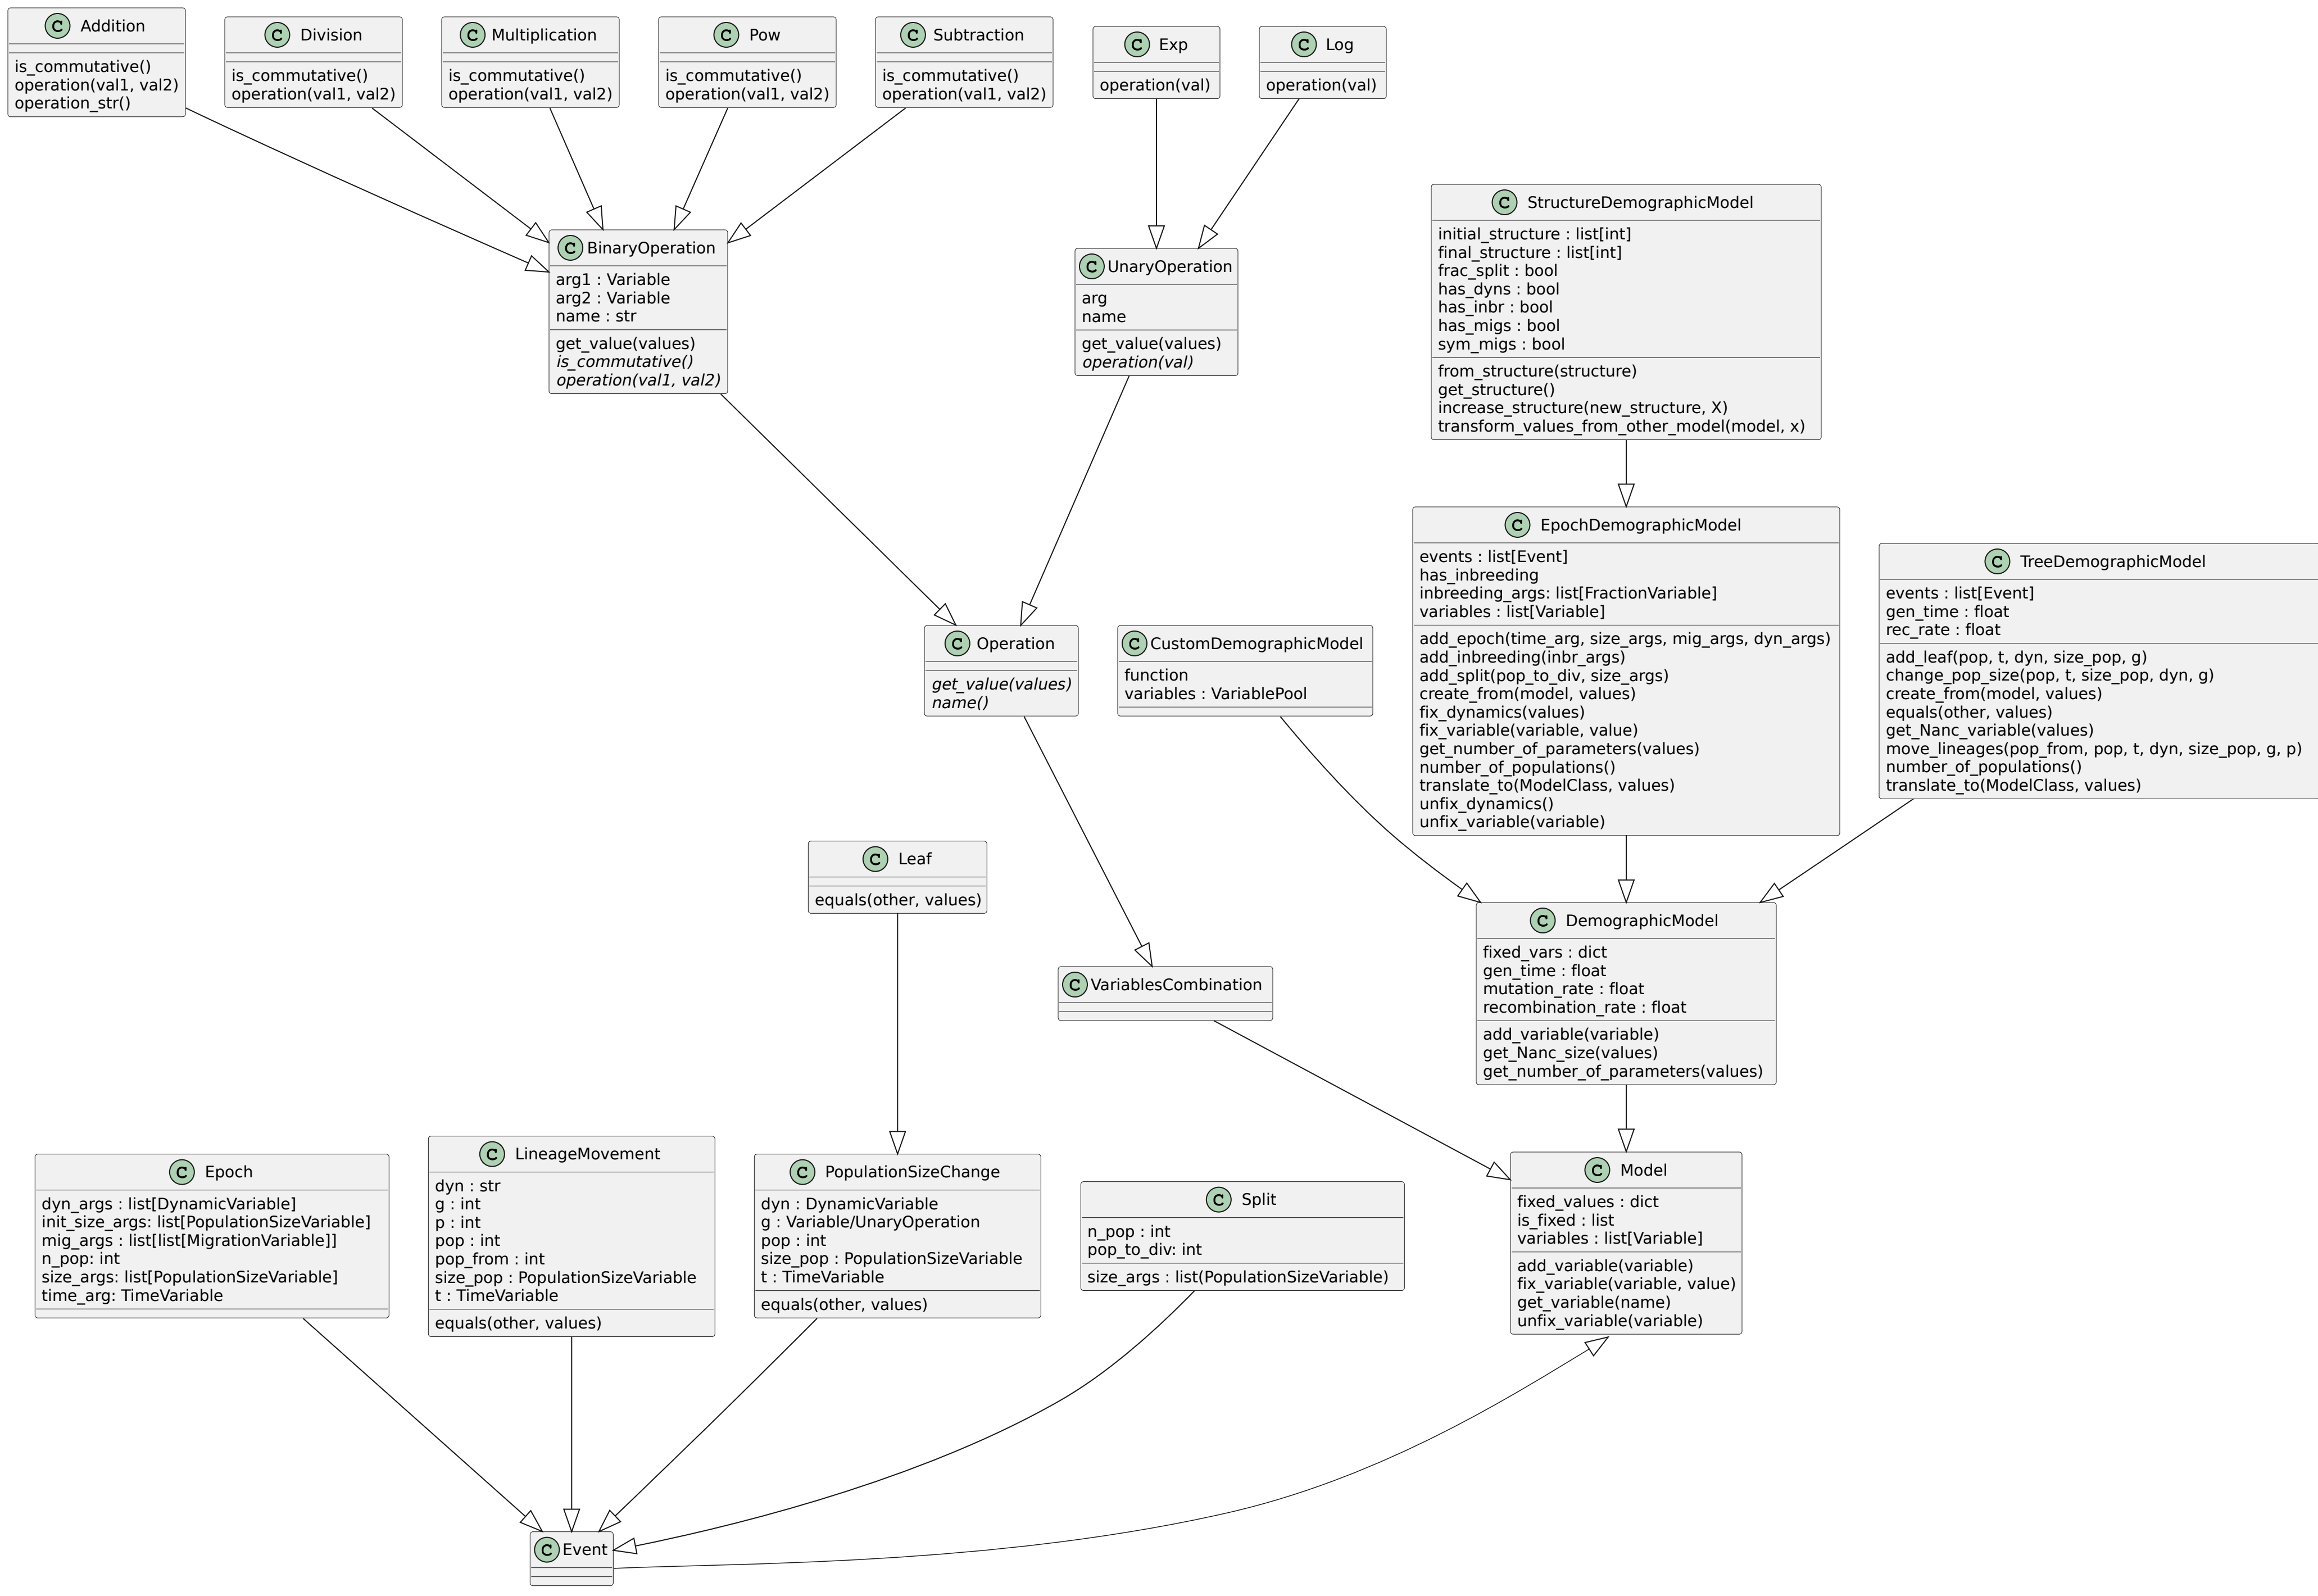 C Addition
is_commutative()
operation(val1, val2)
operation_str()
C Division
is_commutative()
operation(val1, val2)
C Multiplication
is_commutative()
operation(val1, val2)
C Pow
is_commutative()
operation(val1, val2)
C Subtraction
is_commutative()
operation(val1, val2)
C Exp
operation(val)
C Log
operation(val)
C BinaryOperation
arg1 : Variable
arg2 : Variable
name : str
get_value(values)
is_commutative()
operation(val1, val2)
C UnaryOperation
arg
name
get_value(values)
operation(val)
C StructureDemographicModel
initial_structure : list[int]
final_structure : list[int]
frac_split : bool
has_dyns : bool
has_inbr : bool
has_migs : bool
sym_migs : bool
from_structure(structure)
get_structure()
increase_structure(new_structure, X)
transform_values_from_other_model(model, x)
C EpochDemographicModel
events : list[Event]
has_inbreeding
inbreeding_args: list[FractionVariable]
variables : list[Variable]
add_epoch(time_arg, size_args, mig_args, dyn_args)
add_inbreeding(inbr_args)
add_split(pop_to_div, size_args)
create_from(model, values)
fix_dynamics(values)
fix_variable(variable, value)
get_number_of_parameters(values)
number_of_populations()
translate_to(ModelClass, values)
unfix_dynamics()
unfix_variable(variable)
C TreeDemographicModel
events : list[Event]
gen_time : float
rec_rate : float
add_leaf(pop, t, dyn, size_pop, g)
change_pop_size(pop, t, size_pop, dyn, g)
create_from(model, values)
equals(other, values)
get_Nanc_variable(values)
move_lineages(pop_from, pop, t, dyn, size_pop, g, p)
number_of_populations()
translate_to(ModelClass, values)
C Operation
get_value(values)
name()
C CustomDemographicModel
function
variables : VariablePool
C Leaf
equals(other, values)
C VariablesCombination
C DemographicModel
fixed_vars : dict
gen_time : float
mutation_rate : float
recombination_rate : float
add_variable(variable)
get_Nanc_size(values)
get_number_of_parameters(values)
C Epoch
dyn_args : list[DynamicVariable]
init_size_args: list[PopulationSizeVariable]
mig_args : list[list[MigrationVariable]]
n_pop: int
size_args: list[PopulationSizeVariable]
time_arg: TimeVariable
C LineageMovement
dyn : str
g : int
p : int
pop : int
pop_from : int
size_pop : PopulationSizeVariable
t : TimeVariable
equals(other, values)
C PopulationSizeChange
dyn : DynamicVariable
g : Variable/UnaryOperation
pop : int
size_pop : PopulationSizeVariable
t : TimeVariable
equals(other, values)
C Split
n_pop : int
pop_to_div: int
size_args : list(PopulationSizeVariable)
C Model
fixed_values : dict
is_fixed : list
variables : list[Variable]
add_variable(variable)
fix_variable(variable, value)
get_variable(name)
unfix_variable(variable)
C Event